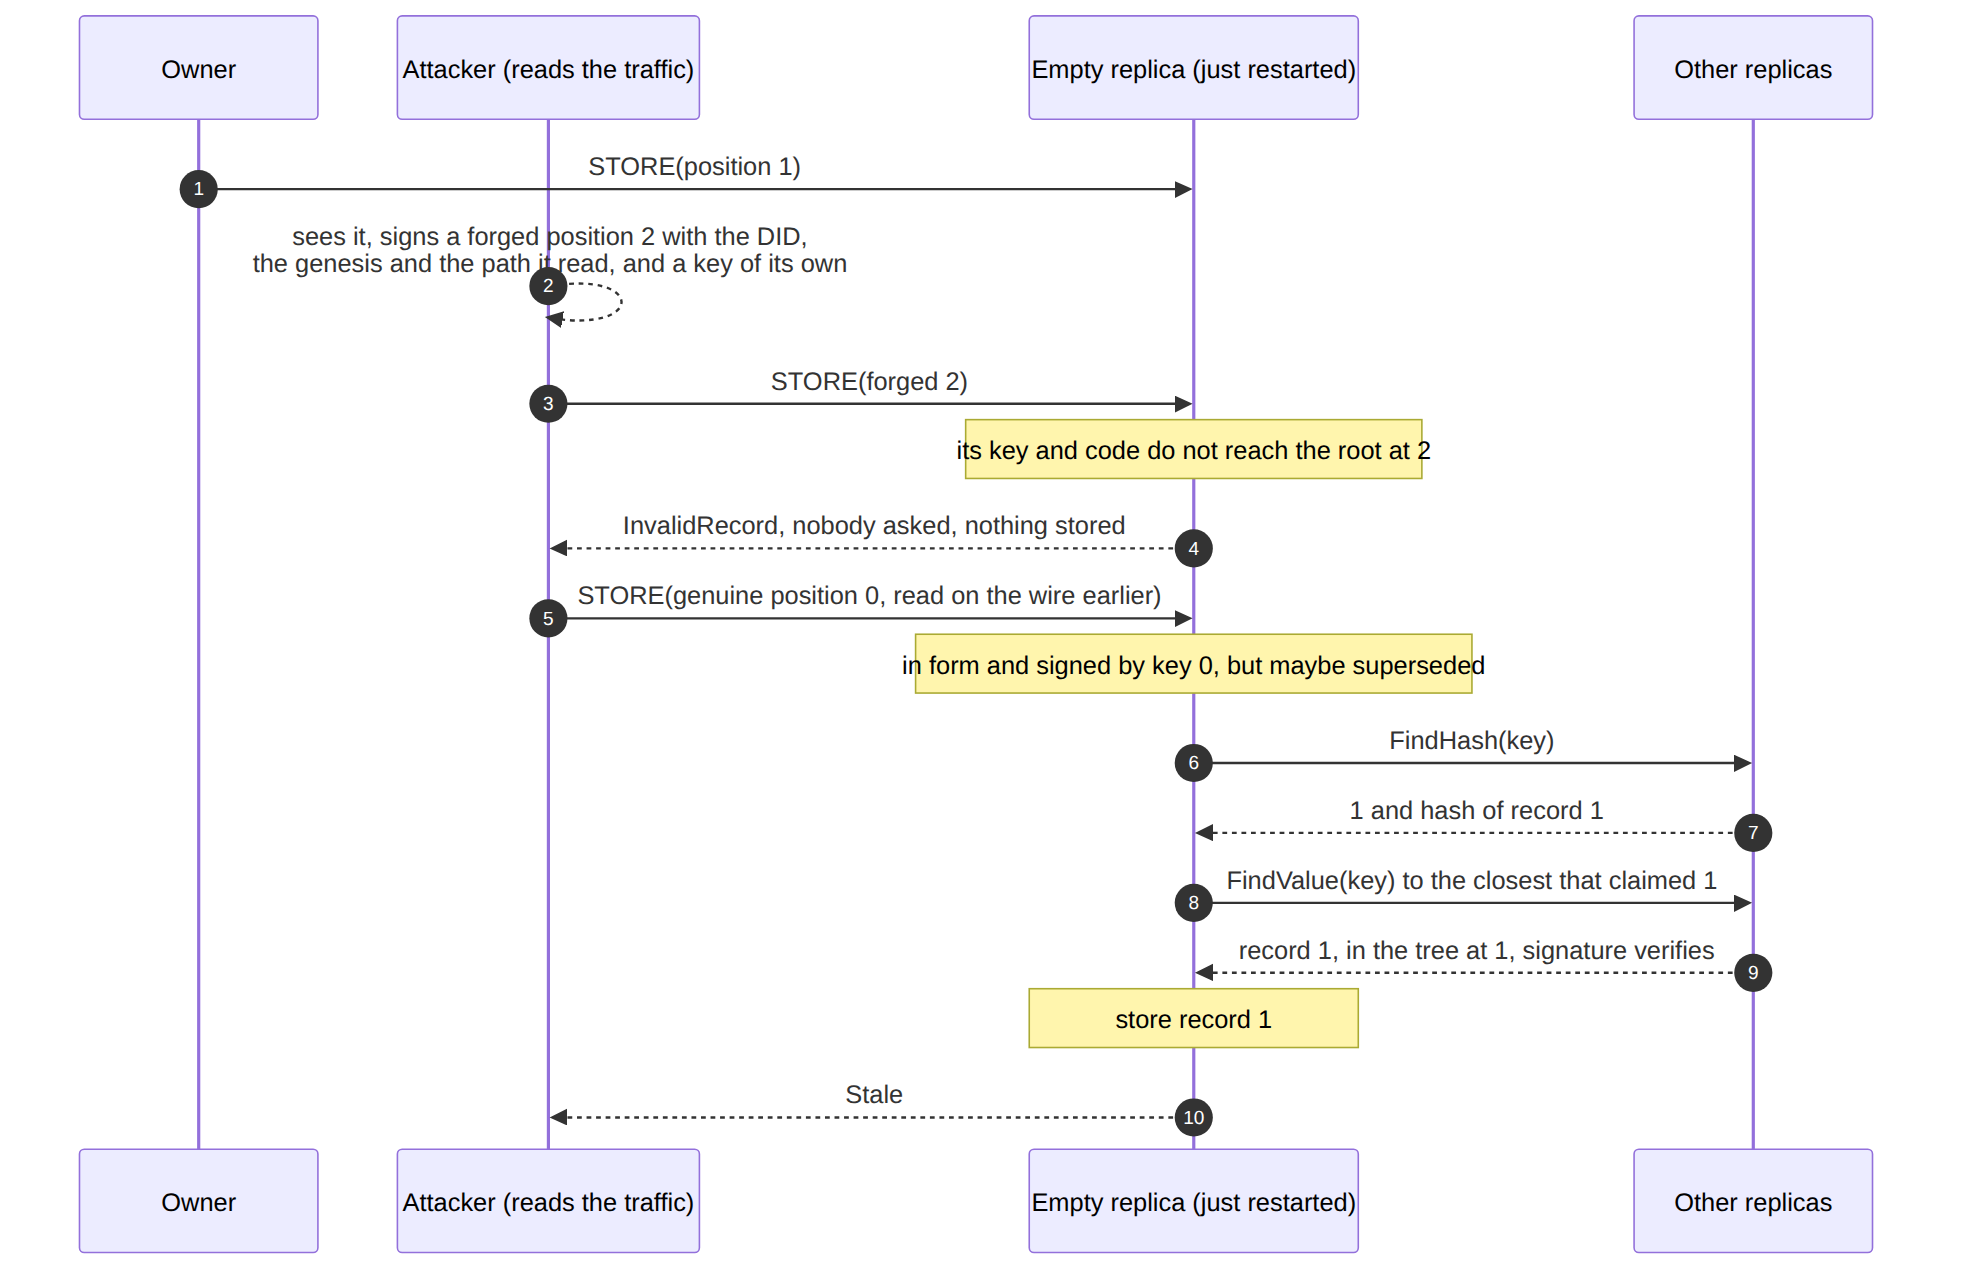 Owner
Attacker (reads the traffic)
Empty replica (just restarted)
Other replicas
STORE(position 1)
1
sees it, signs a forged position 2 with the DID,
the genesis and the path it read, and a key of its own
2
STORE(forged 2)
3
its key and code do not reach the root at 2
InvalidRecord, nobody asked, nothing stored
4
STORE(genuine position 0, read on the wire earlier)
5
in form and signed by key 0, but maybe superseded
FindHash(key)
6
1 and hash of record 1
7
FindValue(key) to the closest that claimed 1
8
record 1, in the tree at 1, signature verifies
9
store record 1
Stale
10
Owner
Attacker (reads the traffic)
Empty replica (just restarted)
Other replicas